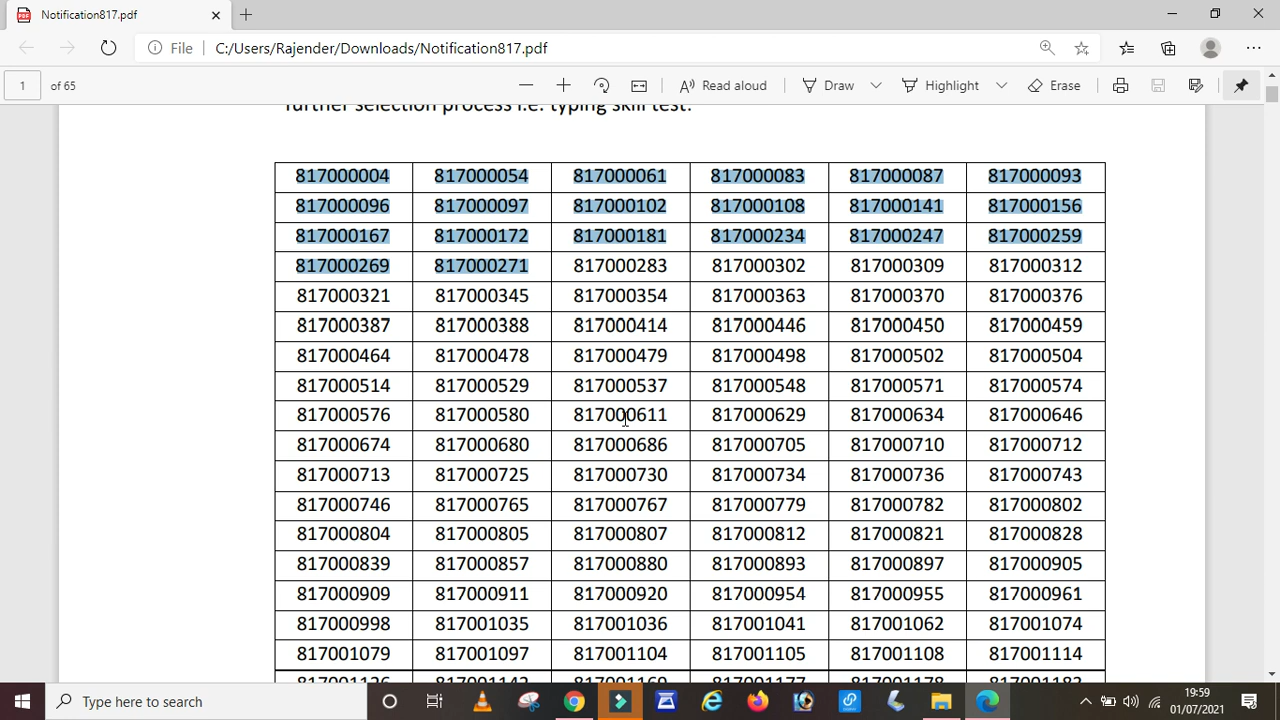 Notification817.pdf
File C:/Users/Rajender/Downloads/Notification817.pdf
1 of 65 Read aloud Draw Highlight Erase
further selection process i.e. typing skill test.
817000004 817000054 817000061 817000083 817000087 817000093
817000096 817000097 817000102 817000108 817000141 817000156
817000167 817000172 817000181 817000234 817000247 817000259
817000269 817000271 817000283 817000302 817000309 817000312
817000321 817000345 817000354 817000363 817000370 817000376
817000387 817000388 817000414 817000446 817000450 817000459
817000464 817000478 817000479 817000498 817000502 817000504
817000514 817000529 817000537 817000548 817000571 817000574
817000576 817000580 817000611 817000629 817000634 817000646
817000674 817000680 817000686 817000705 817000710 817000712
817000713 817000725 817000730 817000734 817000736 817000743
817000746 817000765 817000767 817000779 817000782 817000802
817000804 817000805 817000807 817000812 817000821 817000828
817000839 817000857 817000880 817000893 817000897 817000905
817000909 817000911 817000920 817000954 817000955 817000961
817000998 817001035 817001036 817001041 817001062 817001074
817001079 817001097 817001104 817001105 817001108 817001114
Type here to search
19:59
01/07/2021